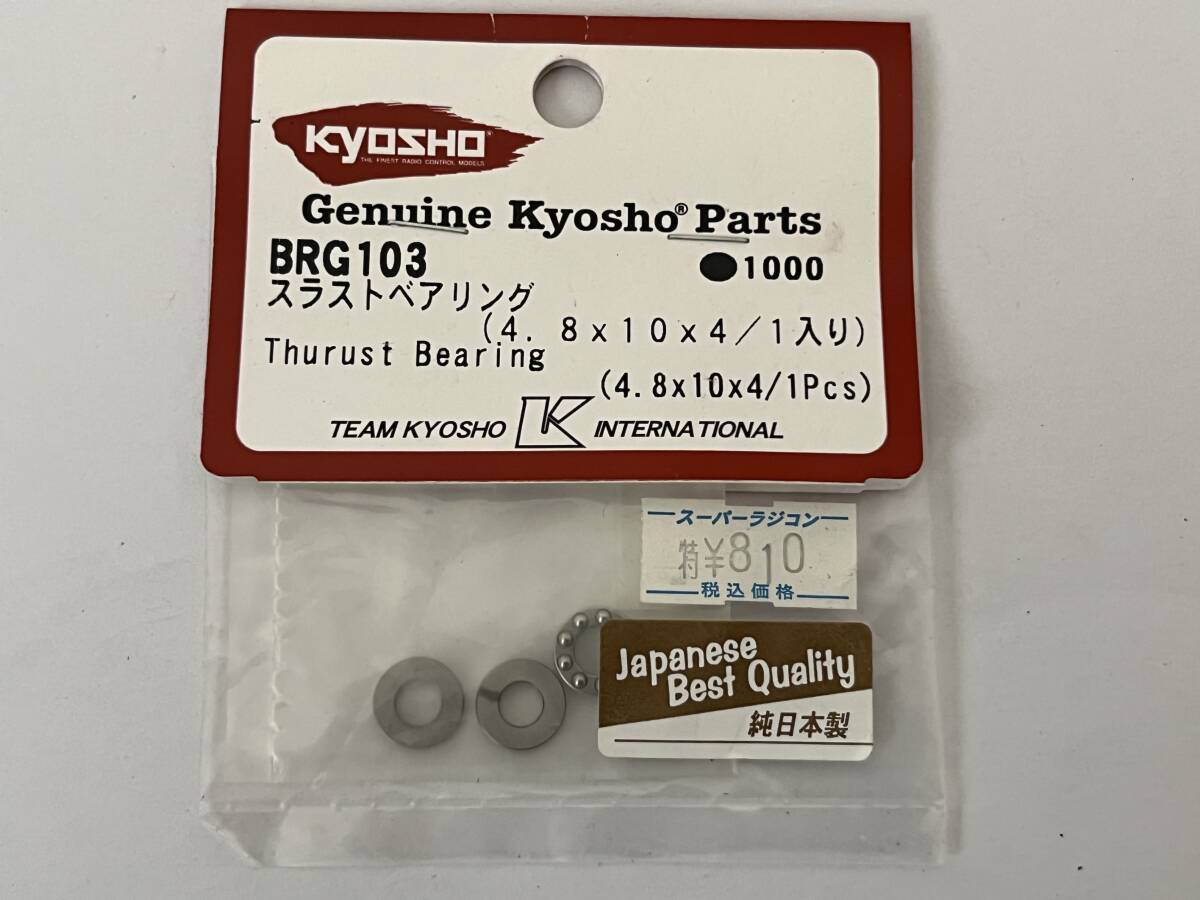 KYOSHO
THE FINEST RADIO CONTROL MODELS
Genuine Kyosho® Parts
BRG103 ●1000
スラストベアリング
(4.8x10x4/1入り)
Thurust Bearing
(4.8x10x4/1Pcs)
TEAM KYOSHO K INTERNATIONAL
スーパーラジコン
特¥810
税込価格
Japanese
Best Quality
純日本製